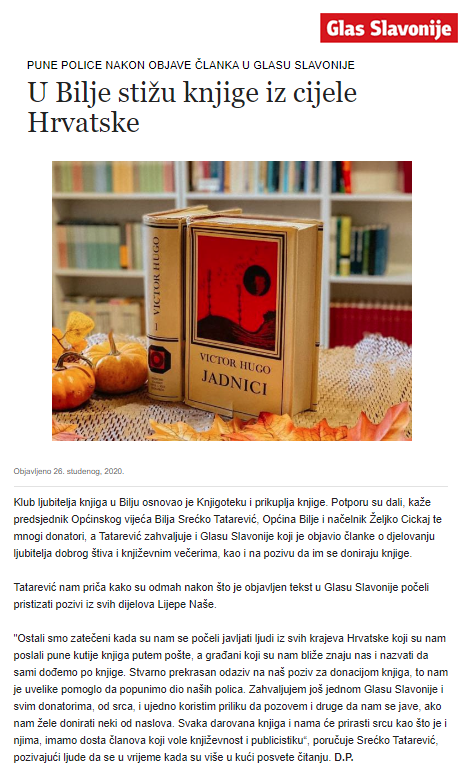 Glas Slavonije
PUNE POLICE NAKON OBJAVE ČLANKA U GLASU SLAVONIJE
U Bilje stižu knjige iz cijele
Hrvatske
VICTOR HUGO
1
VICTOR HUGO
JADNICI
Objavljeno 26. studenog, 2020.
Klub ljubitelja knjiga u Bilju osnovao je Knjigoteku i prikuplja knjige. Potporu su dali, kaže
predsjednik Općinskog vijeća Bilja Srećko Tatarević, Općina Bilje i načelnik Željko Cickaj te
mnogi donatori, a Tatarević zahvaljuje i Glasu Slavonije koji je objavio članke o djelovanju
ljubitelja dobrog štiva i književnim večerima, kao i na pozivu da im se doniraju knjige.
Tatarević nam priča kako su odmah nakon što je objavljen tekst u Glasu Slavonije počeli
pristizati pozivi iz svih dijelova Lijepe Naše.
"Ostali smo zatečeni kada su nam se počeli javljati ljudi iz svih krajeva Hrvatske koji su nam
poslali pune kutije knjiga putem pošte, a građani koji su nam bliže znaju nas i nazvati da
sami dođemo po knjige. Stvarno prekrasan odaziv na naš poziv za donacijom knjiga, to nam
je uvelike pomoglo da popunimo dio naših polica. Zahvaljujem još jednom Glasu Slavonije i
svim donatorima, od srca, i ujedno koristim priliku da pozovem i druge da nam se jave, ako
nam žele donirati neki od naslova. Svaka darovana knjiga i nama će prirasti srcu kao što je i
njima, imamo dosta članova koji vole književnost i publicistiku“, poručuje Srećko Tatarević,
pozivajući ljude da se u vrijeme kada su više u kući posvete čitanju. D.P.